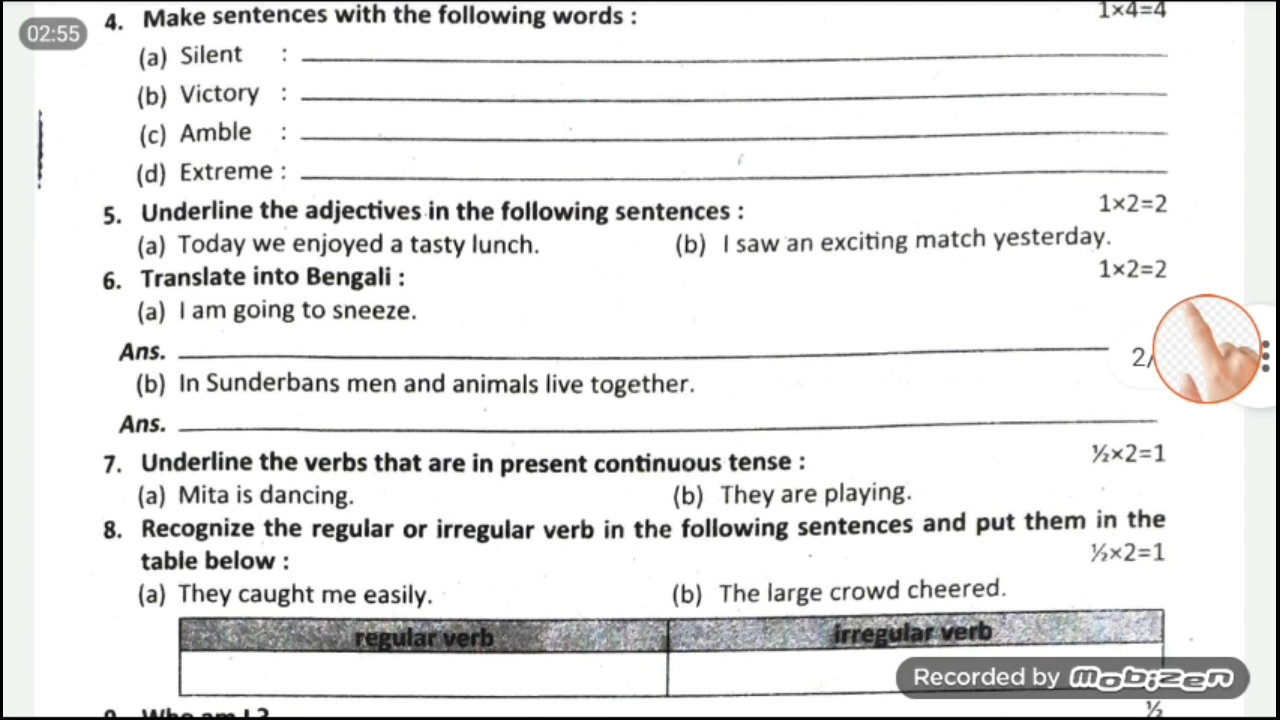 02:55
4. Make sentences with the following words : 1×4=4
(a) Silent :
(b) Victory :
(c) Amble :
(d) Extreme :
5. Underline the adjectives in the following sentences : 1×2=2
(a) Today we enjoyed a tasty lunch. (b) I saw an exciting match yesterday.
6. Translate into Bengali : 1×2=2
(a) I am going to sneeze.
Ans.
2/
(b) In Sunderbans men and animals live together.
Ans.
7. Underline the verbs that are in present continuous tense : ½×2=1
(a) Mita is dancing. (b) They are playing.
8. Recognize the regular or irregular verb in the following sentences and put them in the
table below : ½×2=1
(a) They caught me easily. (b) The large crowd cheered.
regular verb irregular verb
Recorded by mobizen
9. Who am I? ½